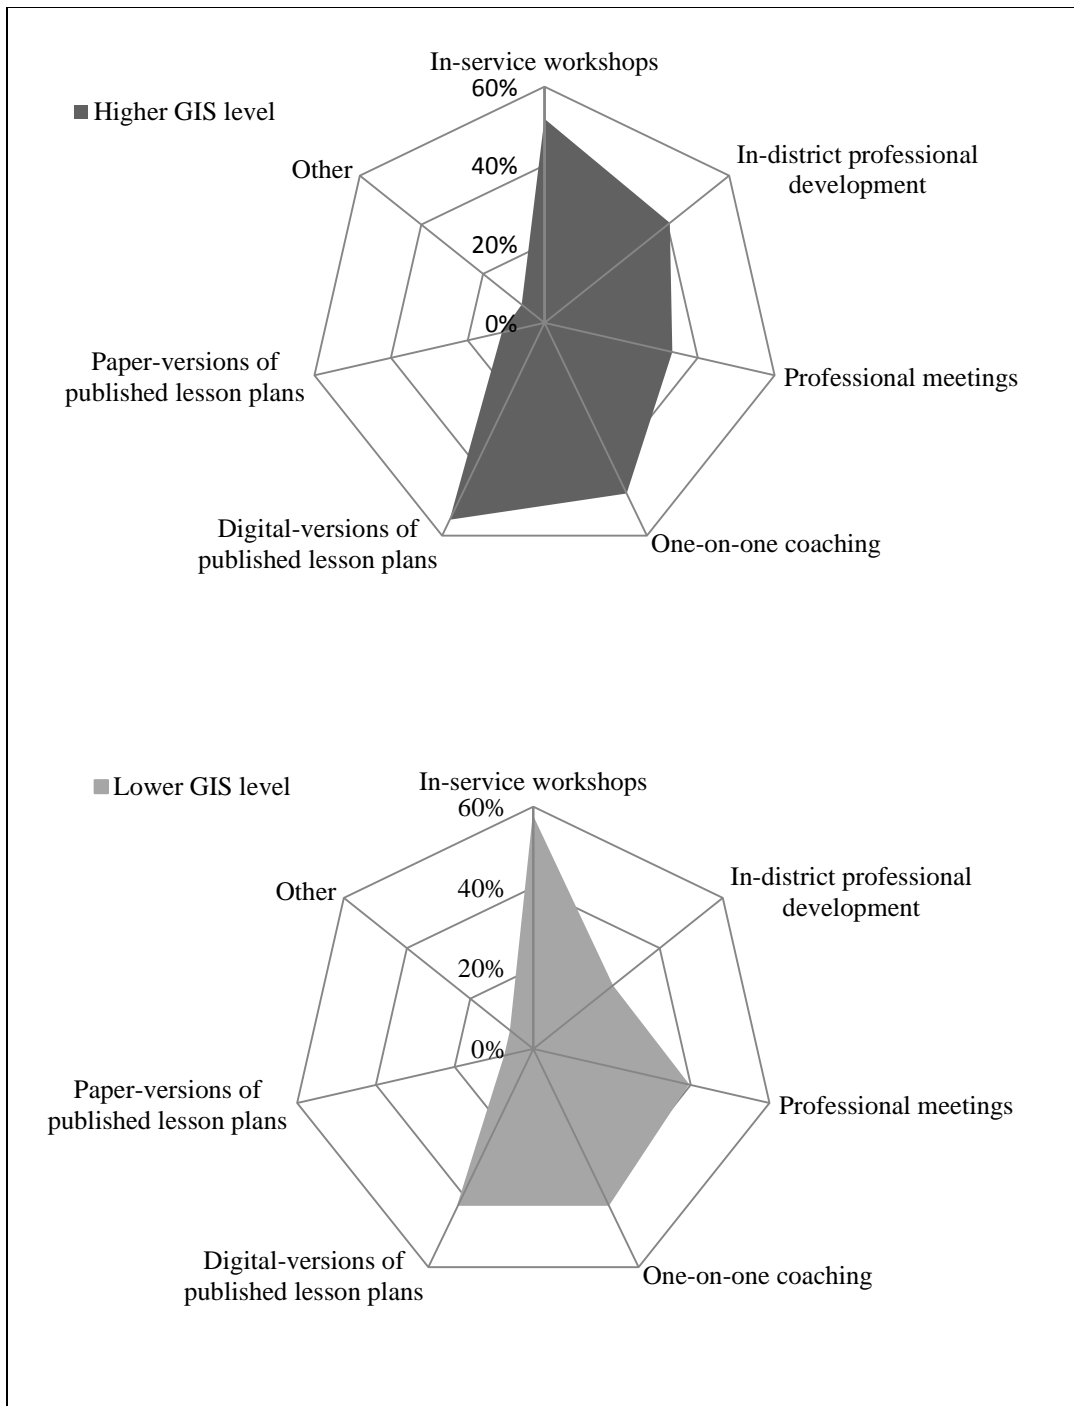 In-service workshops
60%
Higher GIS level
In-district professional
development
Other
40%
20%
0%
Paper-versions of
published lesson plans
Professional meetings
Digital-versions of
published lesson plans
One-on-one coaching
In-service workshops
Lower GIS level
60%
In-district professional
development
Other
40%
20%
0%
Paper-versions of
published lesson plans
Professional meetings
Digital-versions of
published lesson plans
One-on-one coaching